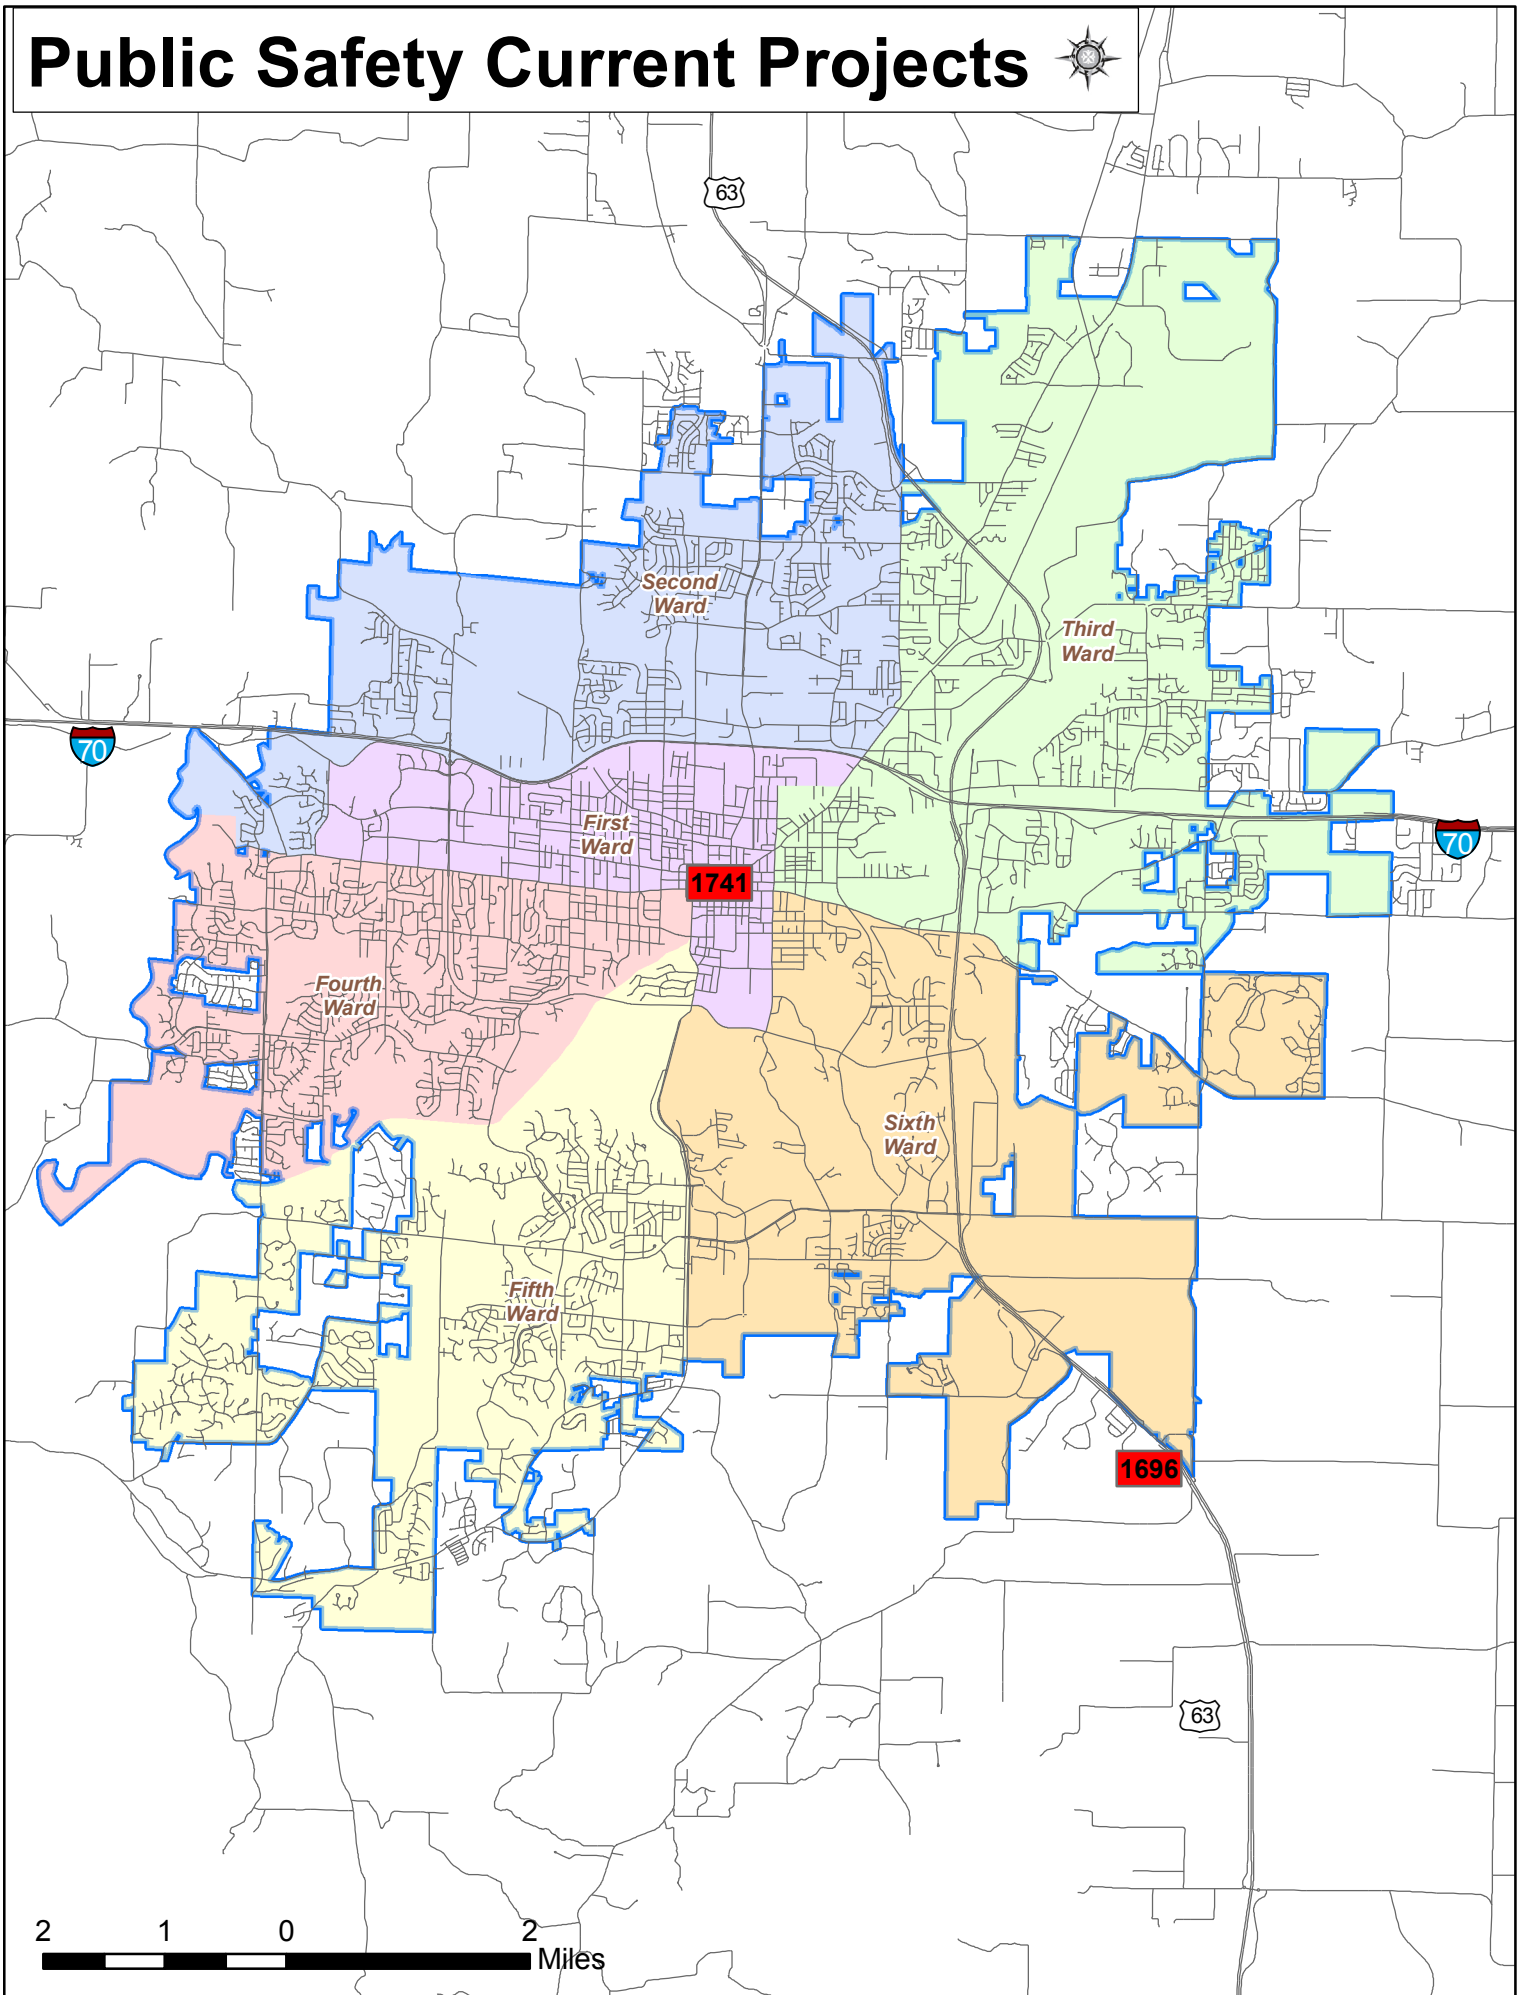 Public Safety Current Projects
63
Second
Ward
Third
Ward
70
First
Ward
70
1741
Fourth
Ward
Sixth
Ward
Fifth
Ward
1696
63
2 1 0 2
Miles